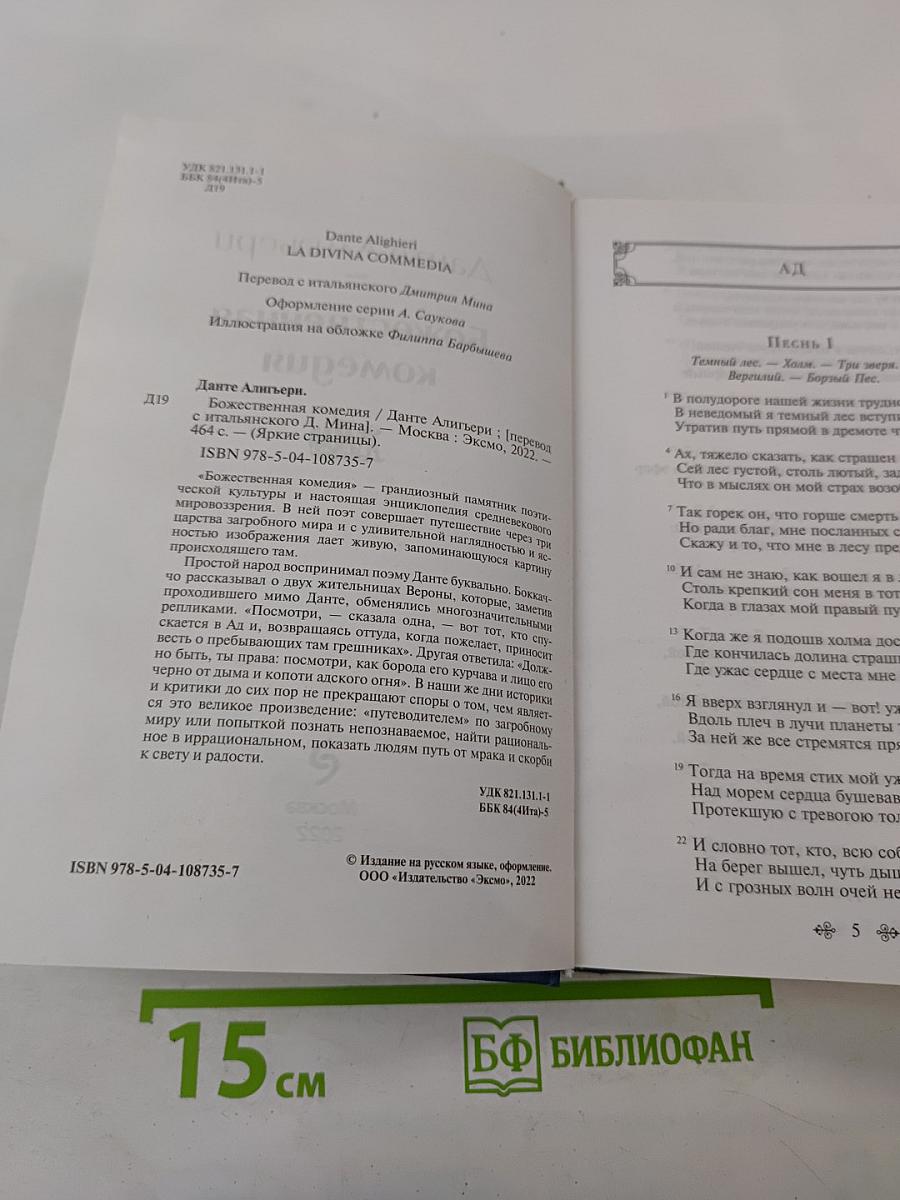 УДК 821.131.1-1
ББК 84(4Ита)-5
Д19
Dante Alighieri
LA DIVINA COMMEDIA
Перевод с итальянского Дмитрия Мина
Оформление серии А. Саукова
Иллюстрация на обложке Филиппа Барбышева
Данте Алигьери.
Д19 Божественная комедия / Данте Алигьери ; [перевод
с итальянского Д. Мина]. — Москва : Эксмо, 2022. —
464 с. — (Яркие страницы).
ISBN 978-5-04-108735-7
«Божественная комедия» — грандиозный памятник поэти-
ческой культуры и настоящая энциклопедия средневекового
мировоззрения. В ней поэт совершает путешествие через три
царства загробного мира и с удивительной наглядностью и яс-
ностью изображения дает живую, запоминающуюся картину
происходящего там.
Простой народ воспринимал поэму Данте буквально. Боккач-
чо рассказывал о двух жительницах Вероны, которые, заметив
проходившего мимо Данте, обменялись многозначительными
репликами. «Посмотри, — сказала одна, — вот тот, кто спу-
скается в Ад и, возвращаясь оттуда, когда пожелает, приносит
весть о пребывающих там грешниках». Другая ответила: «Долж-
но быть, ты права: посмотри, как борода его курчава и лицо его
черно от дыма и копоти адского огня». В наши же дни историки
и критики до сих пор не прекращают споры о том, чем являет-
ся это великое произведение: «путеводителем» по загробному
миру или попыткой познать непознаваемое, найти рациональ-
ное в иррациональном, показать людям путь от мрака и скорби
к свету и радости.
УДК 821.131.1-1
ББК 84(4Ита)-5
ISBN 978-5-04-108735-7
© Издание на русском языке, оформление.
ООО «Издательство «Эксмо», 2022
АД
Песнь I
Темный лес. — Холм. — Три зверя.
Вергилий. — Борзый Пес.
1 В полудороге нашей жизни
В неведомый я темный лес
Утратив путь прямой в дремоте
4 Ах, тяжело сказать, как страшен
Сей лес густой, столь лютый,
Что в мыслях он мой страх
7 Так горек он, что горше смерть
Но ради благ, мне посланных
Скажу и то, что мне в лесу
10 И сам не знаю, как вошел я в
Столь крепкий сон меня в
Когда в глазах мой правый
13 Когда же я подошв холма
Где кончилась долина
Где ужас сердце с места мне
16 Я вверх взглянул и — вот!
Вдоль плеч в лучи планеты
За ней же все стремятся
19 Тогда на время стих мой
Над морем сердца
Протекшую с тревогою
22 И словно тот, кто, всю
На берег вышел, чуть
И с грозных волн очей
5
15 см
БФ БИБЛИОФАН